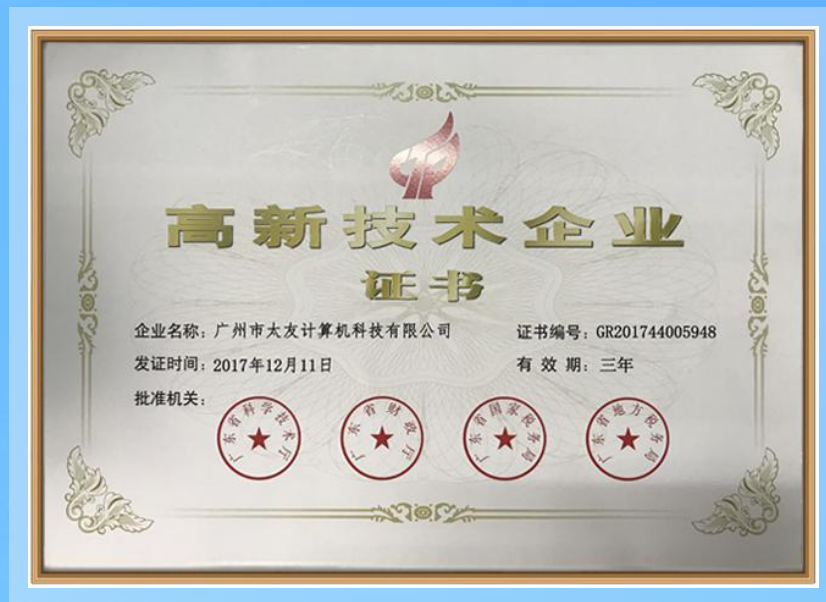 高新技术企业
证书
企业名称：广州市太友计算机科技有限公司 证书编号：GR201744005948
发证时间：2017年12月11日 有效期：三年
批准机关：
广东省科学技术厅 广东省财政厅 广东省国家税务局 广东省地方税务局